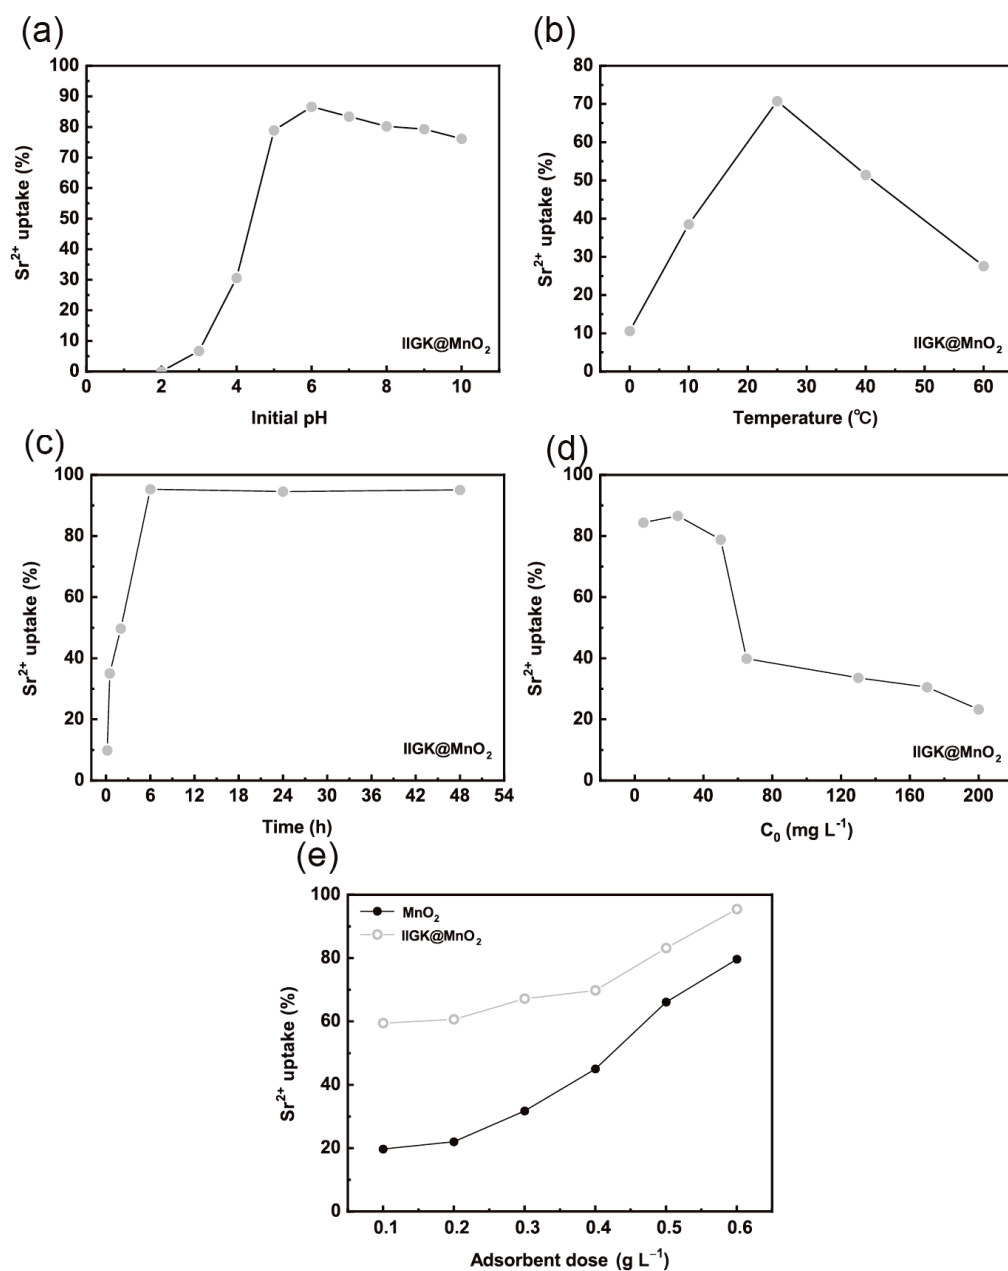 (a)
100
90
80
70
60
50
40
30
20
10
0
Sr²⁺ uptake (%)
IIGK@MnO₂
0 2 4 6 8 10
Initial pH
(b)
80
70
60
50
40
30
20
10
0
Sr²⁺ uptake (%)
IIGK@MnO₂
0 10 20 30 40 50 60
Temperature (℃)
(c)
100
80
60
40
20
0
Sr²⁺ uptake (%)
IIGK@MnO₂
0 6 12 18 24 30 36 42 48 54
Time (h)
(d)
100
80
60
40
20
0
Sr²⁺ uptake (%)
IIGK@MnO₂
0 40 80 120 160 200
C₀ (mg L⁻¹)
(e)
100
80
60
40
20
0
Sr²⁺ uptake (%)
MnO₂
IIGK@MnO₂
0.1 0.2 0.3 0.4 0.5 0.6
Adsorbent dose (g L⁻¹)